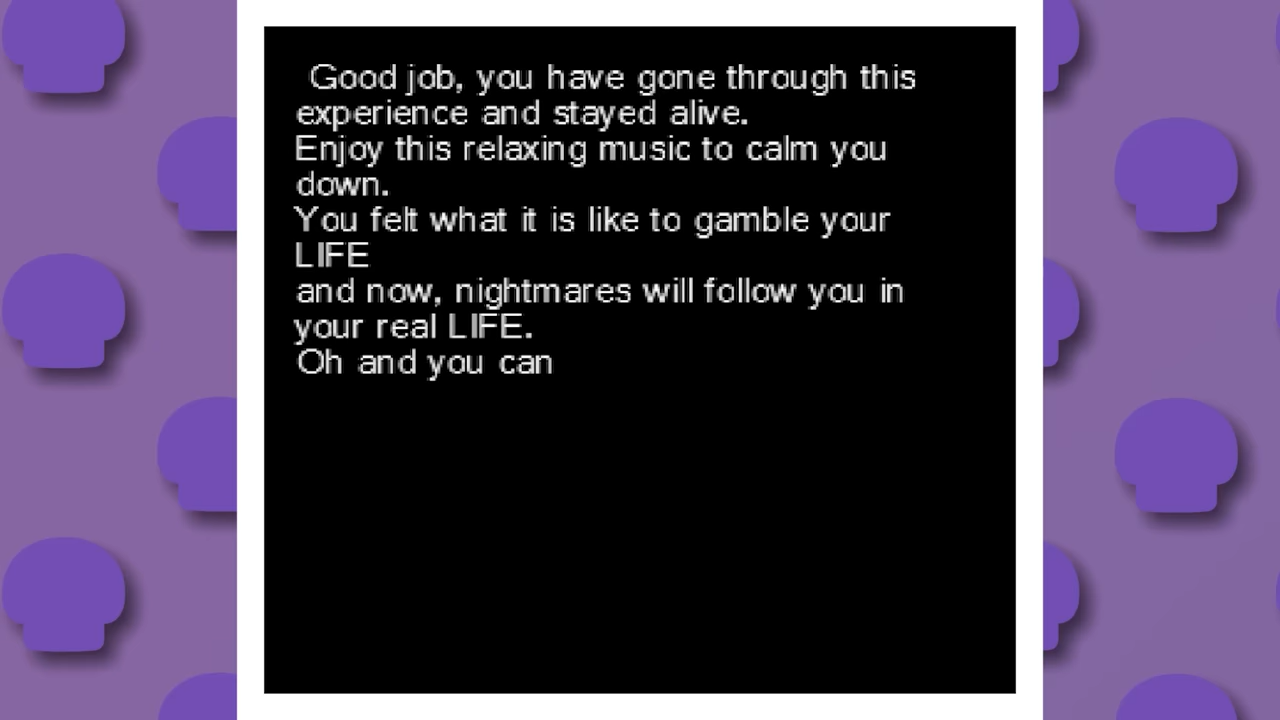 Good job, you have gone through this
experience and stayed alive.
Enjoy this relaxing music to calm you
down.
You felt what it is like to gamble your
LIFE
and now, nightmares will follow you in
your real LIFE.
Oh and you can